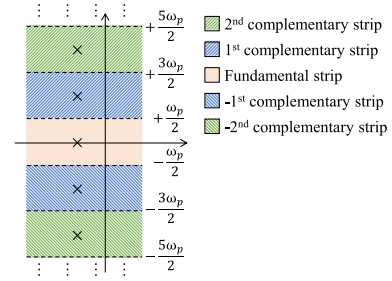 + 5ωₚ/2
+ 3ωₚ/2
+ ωₚ/2
− ωₚ/2
− 3ωₚ/2
− 5ωₚ/2
2nd complementary strip
1st complementary strip
Fundamental strip
-1st complementary strip
-2nd complementary strip